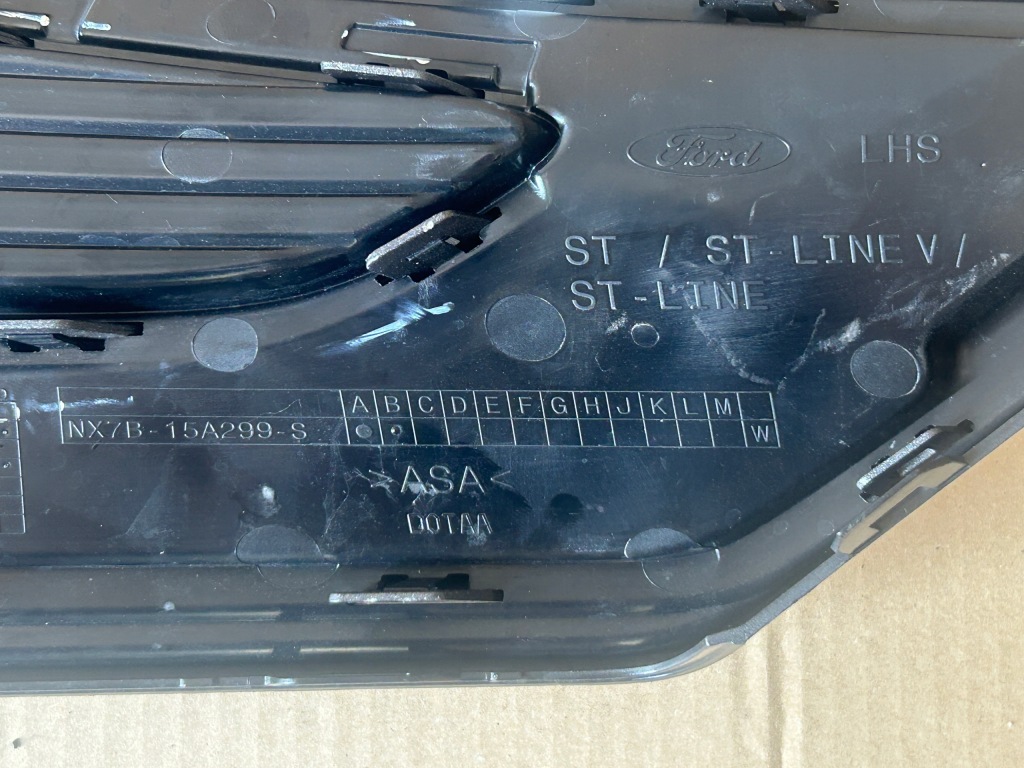 Ford LHS
ST / ST-LINE V /
ST-LINE
A B C D E F G H J K L M
NX7B-15A299-S W
>ASA<
DOTAA